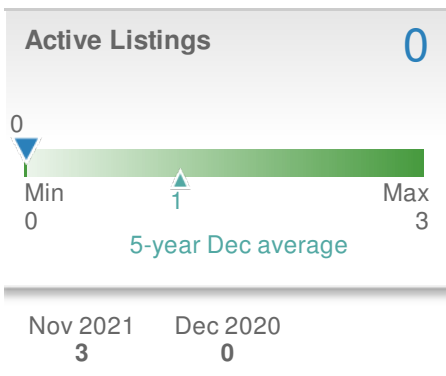 Active Listings 0
0
Min Max
0 1 3
5-year Dec average
Nov 2021 Dec 2020
3 0